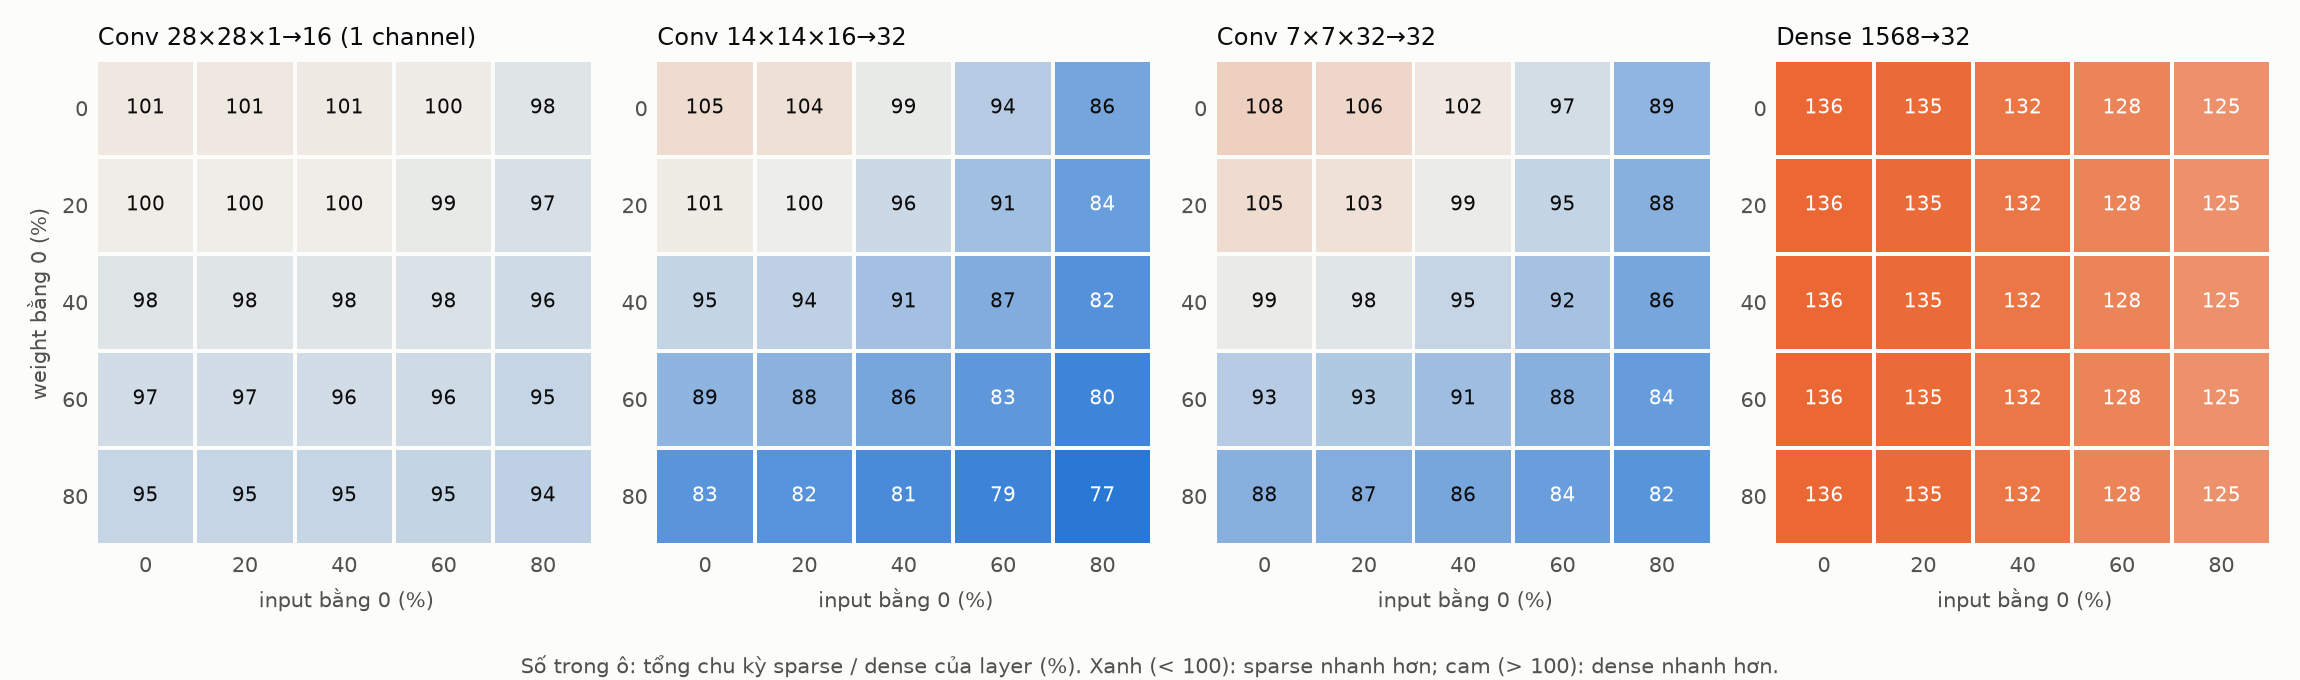 Conv 28×28×1→16 (1 channel)
Conv 14×14×16→32
Conv 7×7×32→32
Dense 1568→32
weight bằng 0 (%)
0 101 101 101 100 98
20 100 100 100 99 97
40 98 98 98 98 96
60 97 97 96 96 95
80 95 95 95 95 94
0 20 40 60 80
input bằng 0 (%)
0 105 104 99 94 86
20 101 100 96 91 84
40 95 94 91 87 82
60 89 88 86 83 80
80 83 82 81 79 77
0 20 40 60 80
input bằng 0 (%)
0 108 106 102 97 89
20 105 103 99 95 88
40 99 98 95 92 86
60 93 93 91 88 84
80 88 87 86 84 82
0 20 40 60 80
input bằng 0 (%)
0 136 135 132 128 125
20 136 135 132 128 125
40 136 135 132 128 125
60 136 135 132 128 125
80 136 135 132 128 125
0 20 40 60 80
input bằng 0 (%)
Số trong ô: tổng chu kỳ sparse / dense của layer (%). Xanh (< 100): sparse nhanh hơn; cam (> 100): dense nhanh hơn.